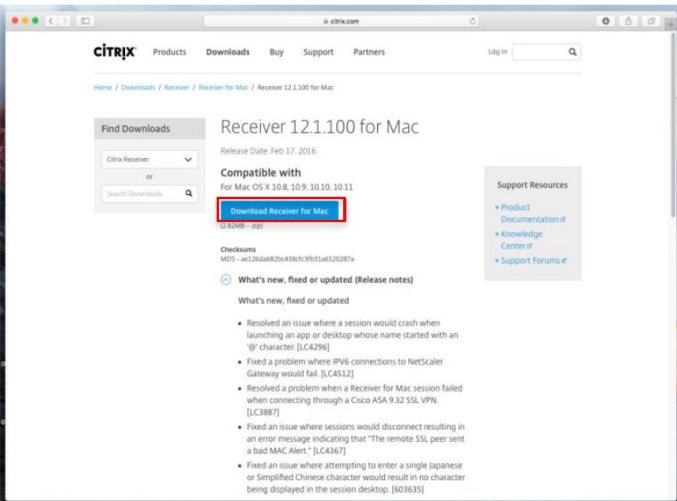 citrix.com
CİTRIX Products Downloads Buy Support Partners Log in
Home / Downloads / Receiver / Receiver for Mac / Receiver 12.1.100 for Mac
Find Downloads
Citrix Receiver
or
Search Downloads
Receiver 12.1.100 for Mac
Release Date: Feb 17, 2016
Compatible with
For Mac OS X 10.8, 10.9, 10.10, 10.11
Download Receiver for Mac
(2.82MB - .zip)
Checksums
MD5 - ae126da682bc438cfc3fb31a6520287a
What's new, fixed or updated (Release notes)
What's new, fixed or updated
• Resolved an issue where a session would crash when
launching an app or desktop whose name started with an
'@' character. [LC4296]
• Fixed a problem where IPV6 connections to NetScaler
Gateway would fail. [LC4512]
• Resolved a problem when a Receiver for Mac session failed
when connecting through a Cisco ASA 9.32 SSL VPN.
[LC3887]
• Fixed an issue where sessions would disconnect resulting in
an error message indicating that "The remote SSL peer sent
a bad MAC Alert." [LC4367]
• Fixed an issue where attempting to enter a single Japanese
or Simplified Chinese character would result in no character
being displayed in the session desktop. [603635]
Support Resources
• Product
Documentation
• Knowledge
Center
• Support Forums